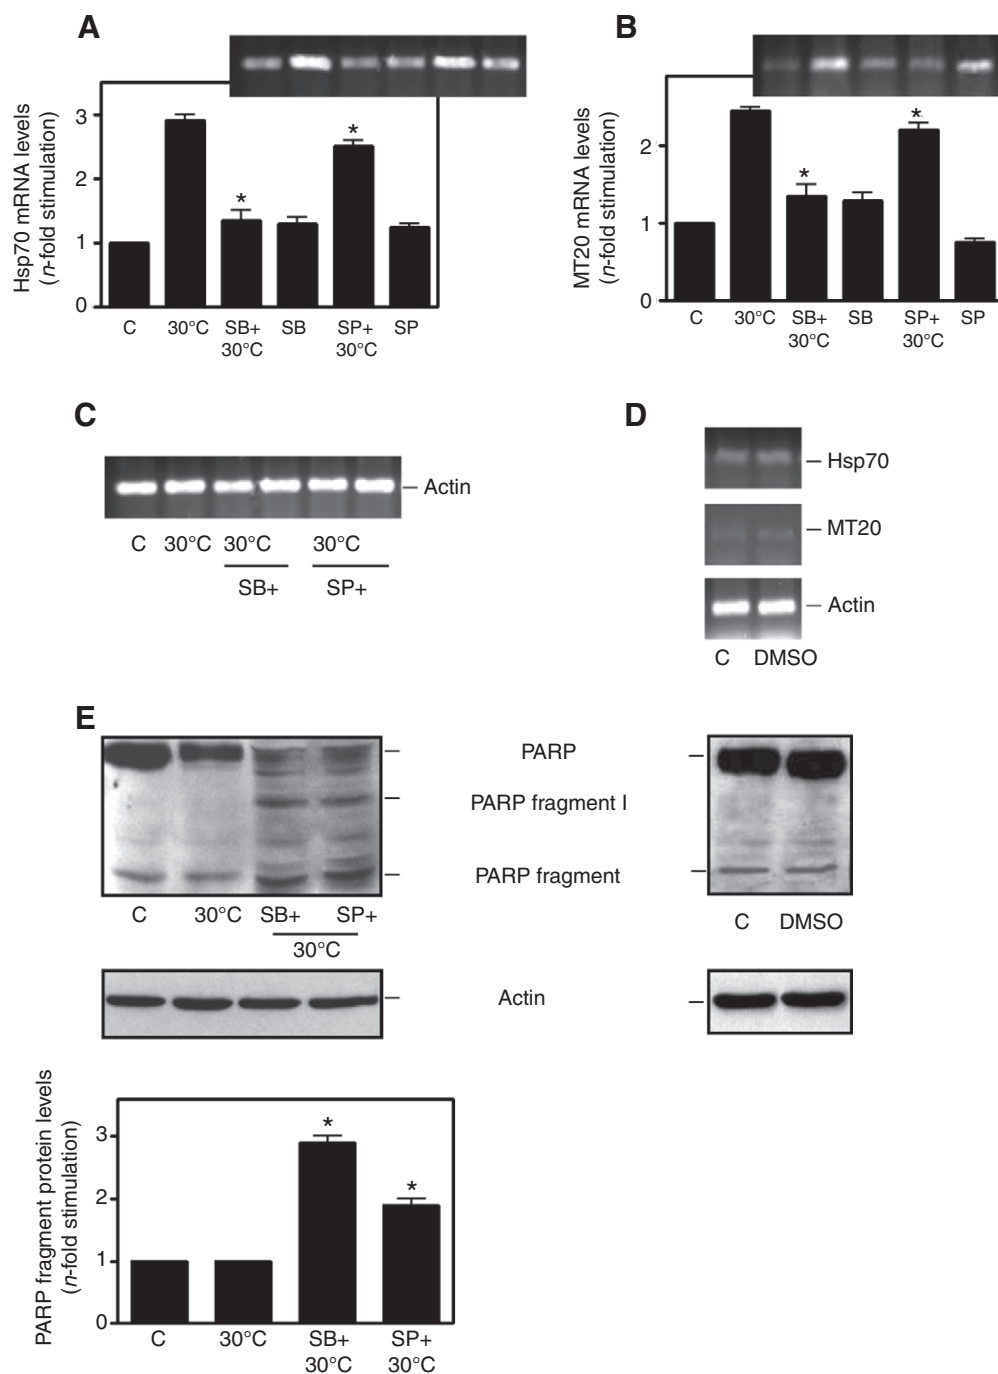 A
Hsp70 mRNA levels
(n-fold stimulation)
3
2
1
0
*
*
C 30°C SB+ SB SP+ SP
30°C 30°C
B
MT20 mRNA levels
(n-fold stimulation)
2
1
0
*
*
C 30°C SB+ SB SP+ SP
30°C 30°C
C
Actin
C 30°C 30°C 30°C
SB+ SP+
D
Hsp70
MT20
Actin
C DMSO
E
PARP
PARP fragment I
PARP fragment
C 30°C SB+ SP+
30°C
C DMSO
Actin
PARP fragment protein levels
(n-fold stimulation)
3
2
1
0
*
*
C 30°C SB+ SP+
30°C 30°C